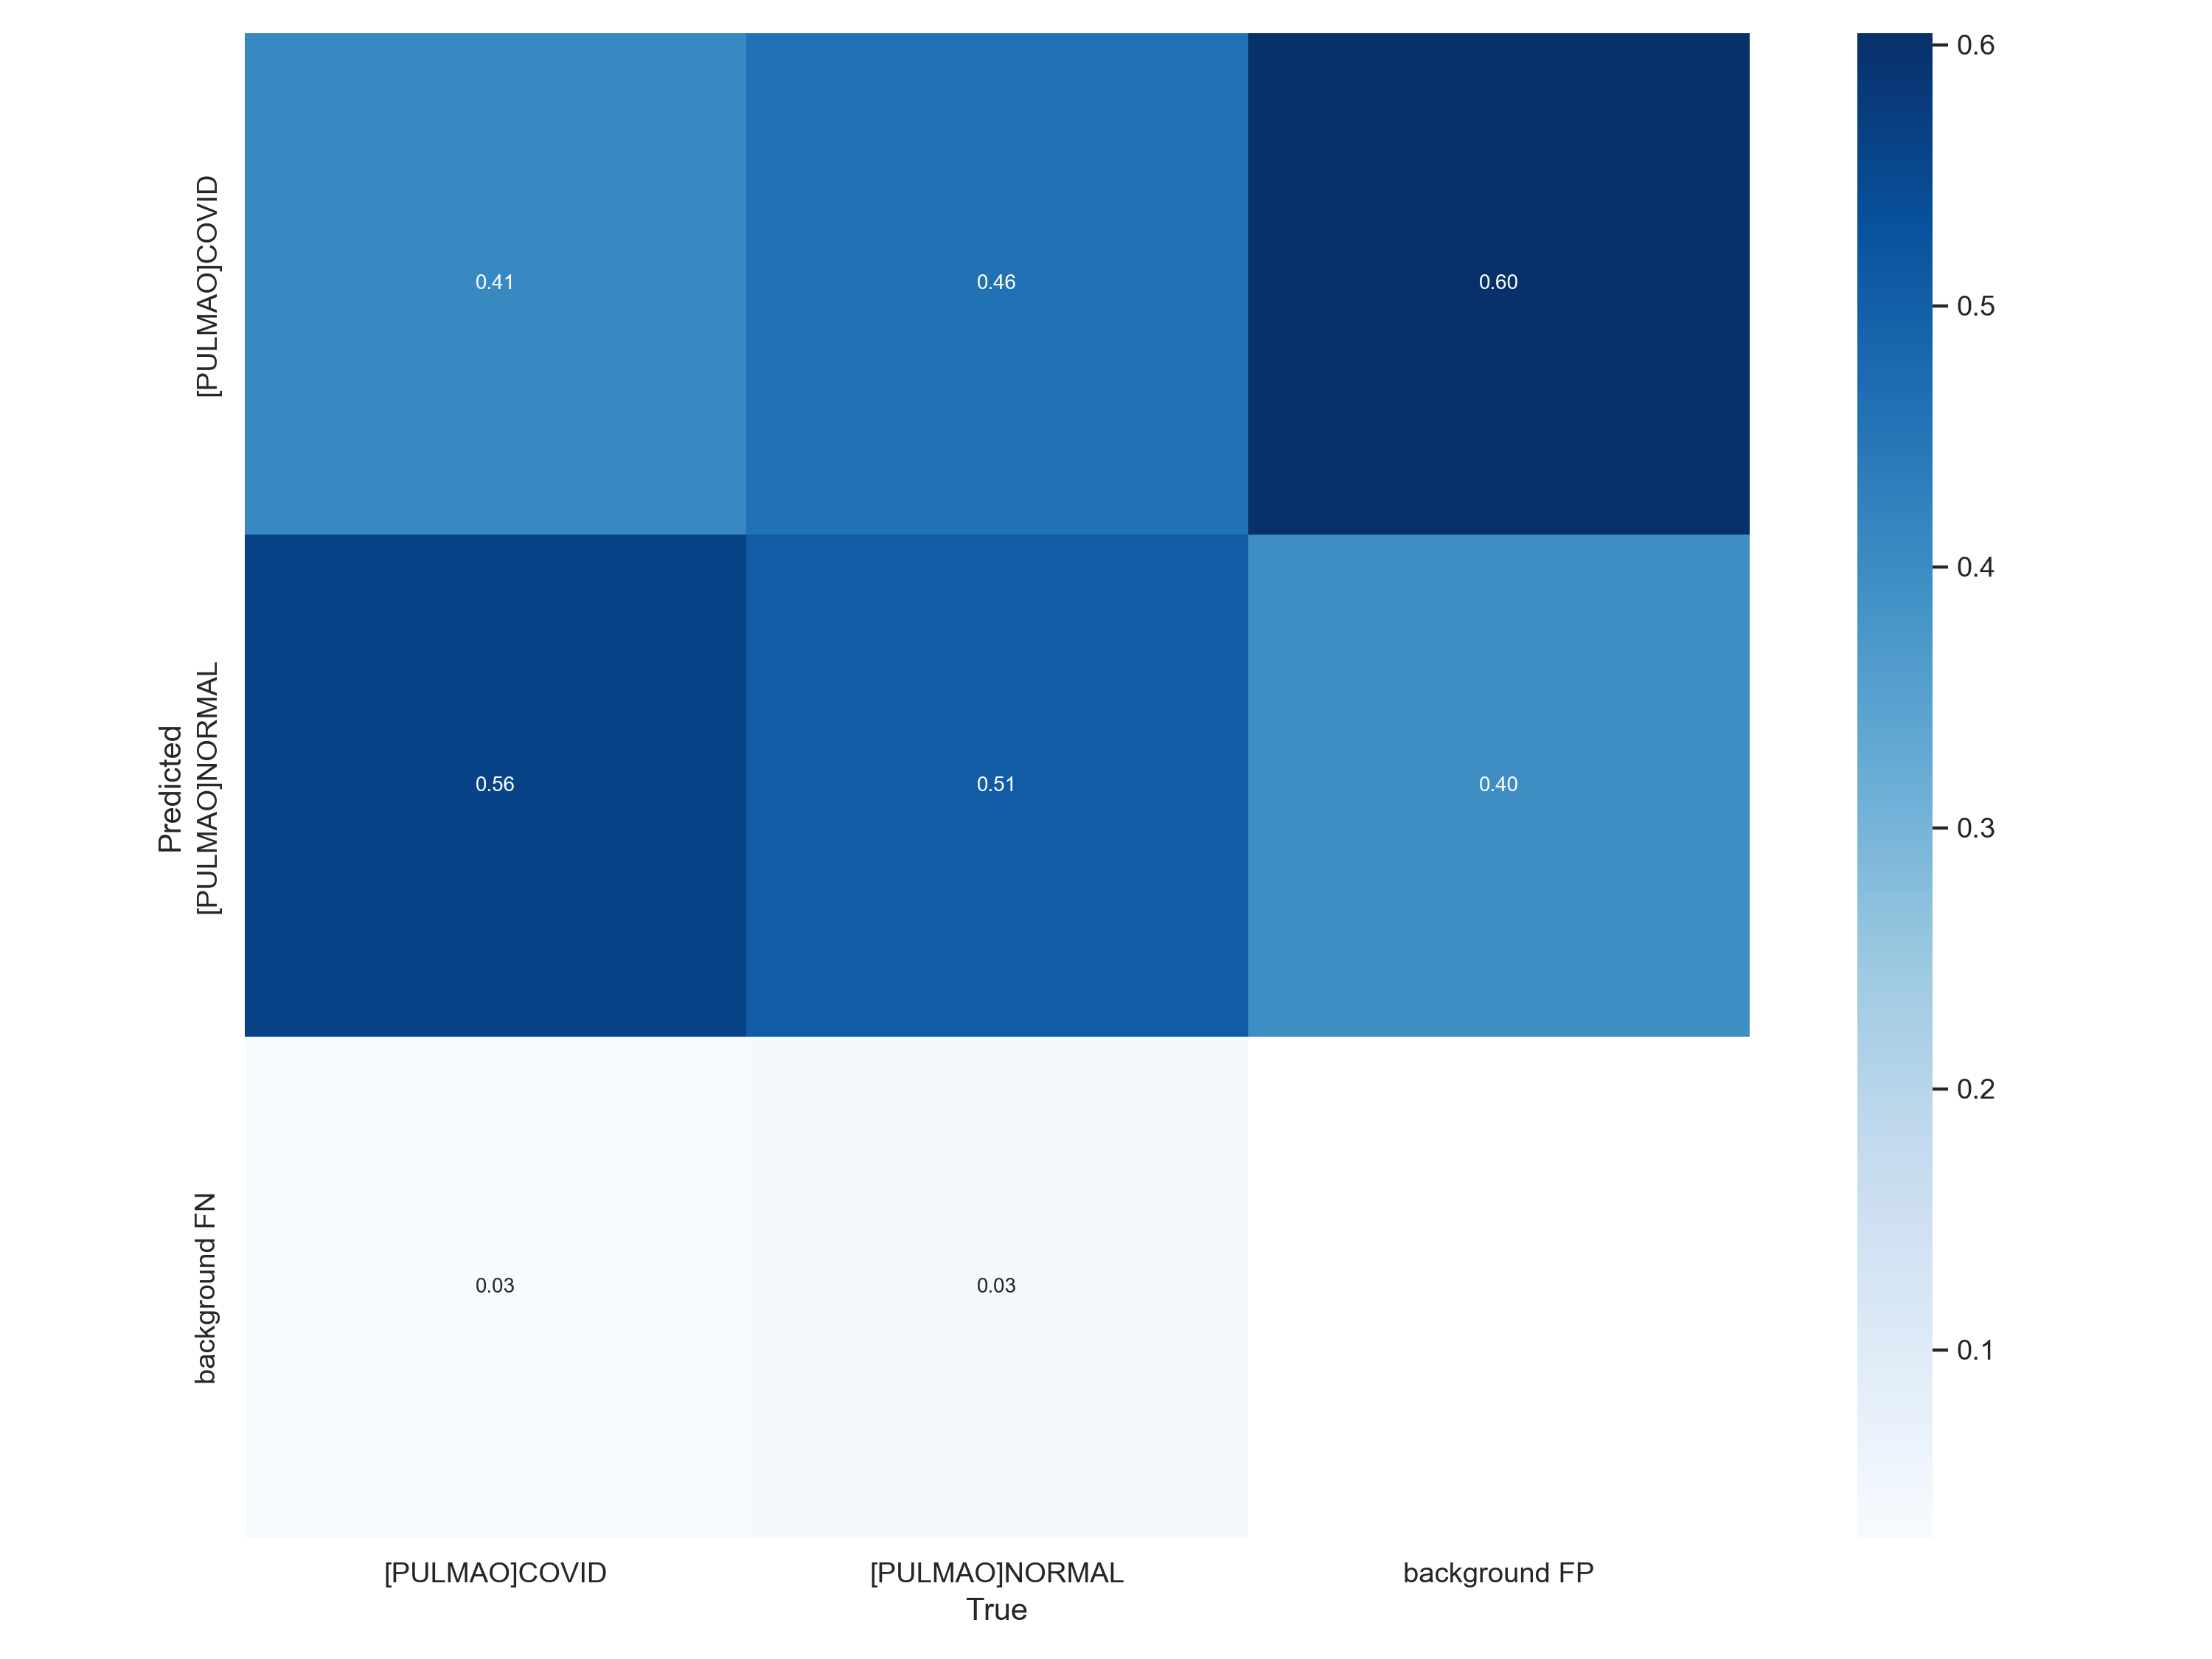 [PULMAO]COVID
0.41 0.46 0.60
Predicted
[PULMAO]NORMAL
0.56 0.51 0.40
background FN
0.03 0.03
[PULMAO]COVID [PULMAO]NORMAL background FP
True
0.6
0.5
0.4
0.3
0.2
0.1